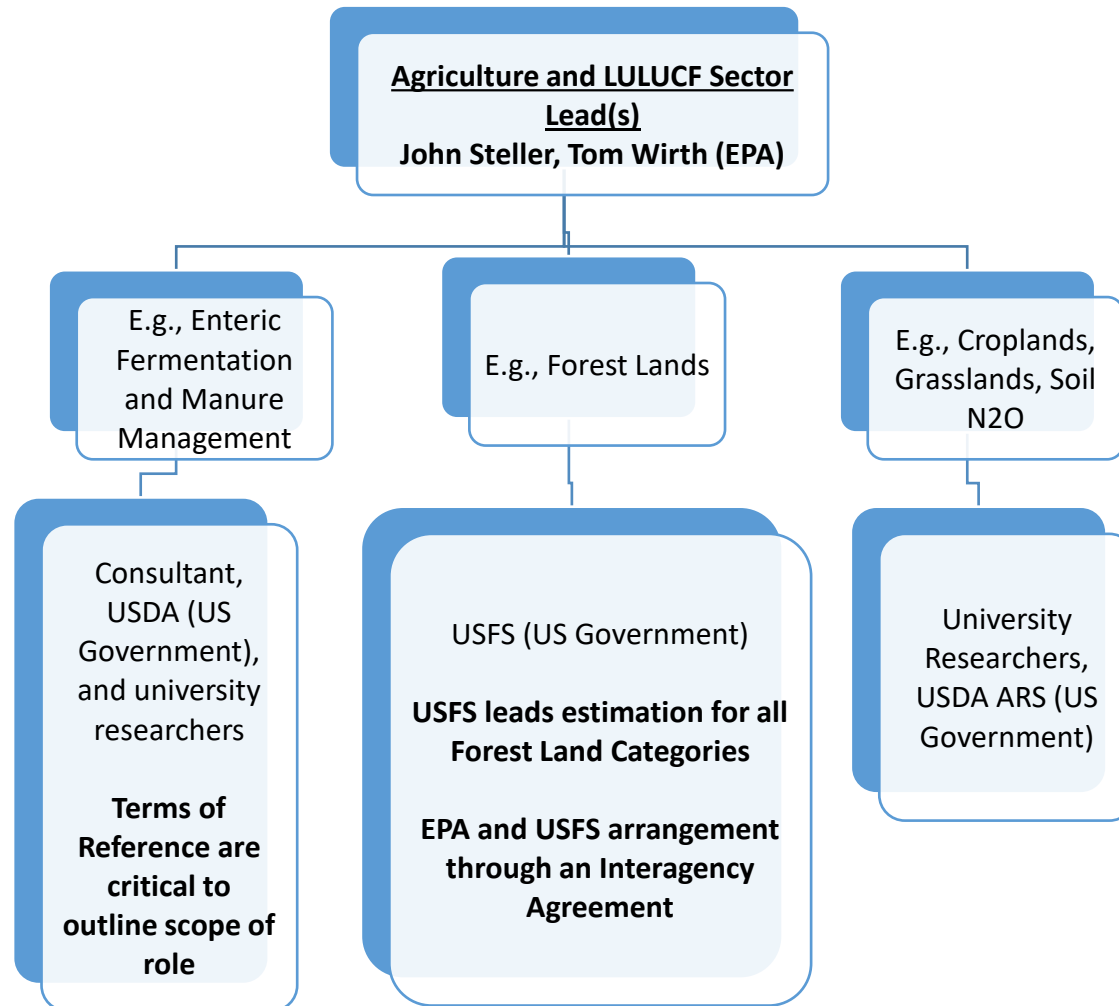 Agriculture and LULUCF Sector
Lead(s)
John Steller, Tom Wirth (EPA)
E.g., Enteric
Fermentation
and Manure
Management
E.g., Forest Lands
E.g., Croplands,
Grasslands, Soil
N2O
Consultant,
USDA (US
Government),
and university
researchers
Terms of
Reference are
critical to
outline scope of
role
USFS (US Government)
USFS leads estimation for all
Forest Land Categories
EPA and USFS arrangement
through an Interagency
Agreement
University
Researchers,
USDA ARS (US
Government)